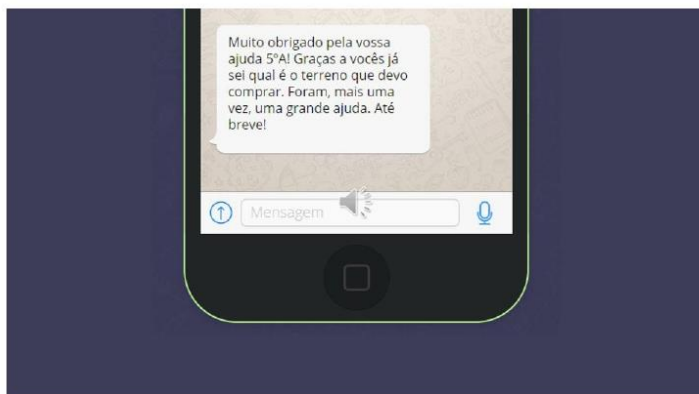 Muito obrigado pela vossa
ajuda 5ºA! Graças a vocês já
sei qual é o terreno que devo
comprar. Foram, mais uma
vez, uma grande ajuda. Até
breve!
Mensagem